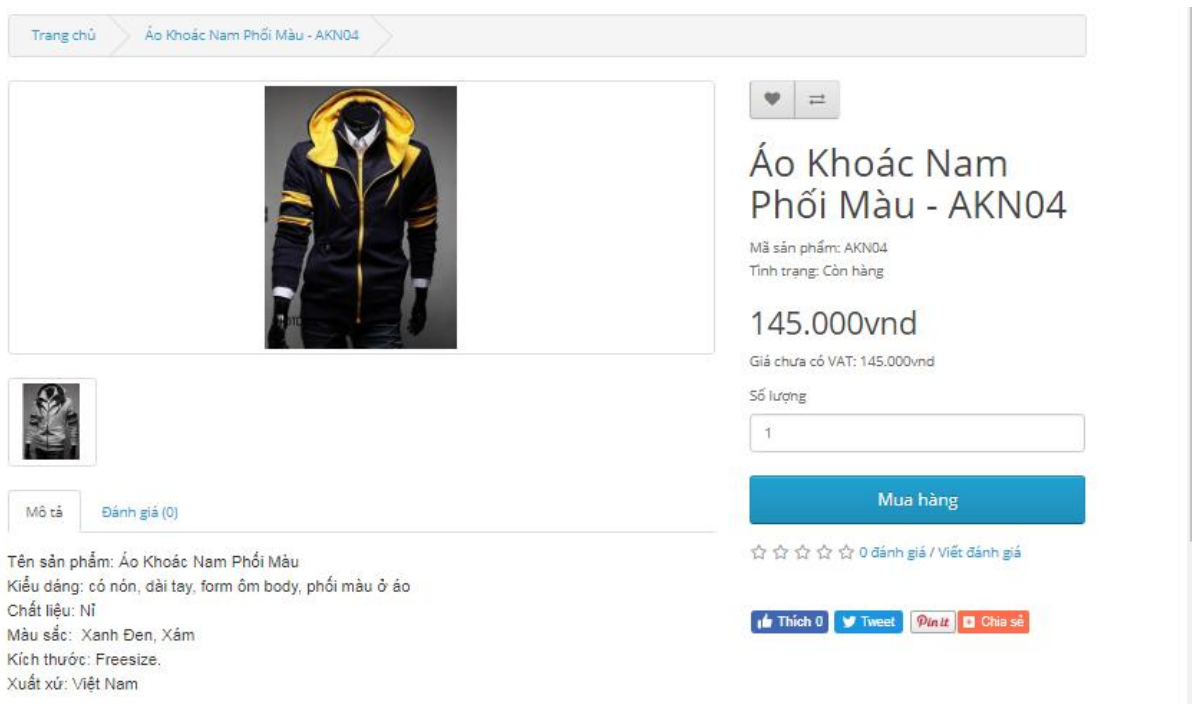 Trang chủ
Áo Khoác Nam Phối Màu - AKN04
Áo Khoác Nam
Phối Màu - AKN04
Mã sản phẩm: AKN04
Tình trạng: Còn hàng
145.000vnd
Giá chưa có VAT: 145.000vnd
Số lượng
1
Mua hàng
0 đánh giá / Viết đánh giá
Thích 0
Tweet
Pin it
Chia sẻ
Mô tả
Đánh giá (0)
Tên sản phẩm: Áo Khoác Nam Phối Màu
Kiểu dáng: có nón, dài tay, form ôm body, phối màu ở áo
Chất liệu: Nỉ
Màu sắc: Xanh Đen, Xám
Kích thước: Freesize.
Xuất xứ: Việt Nam